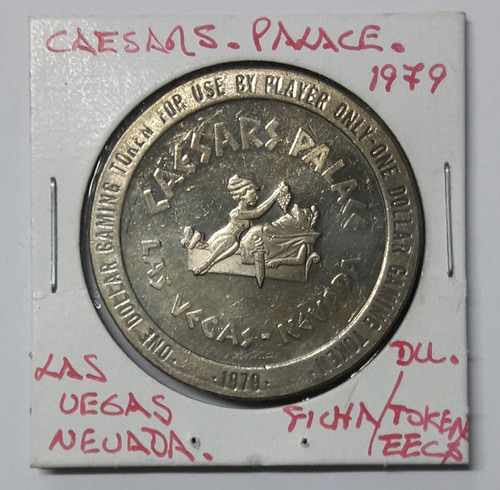 CAESARS. PALACE.
1979
ONE DOLLAR GAMING TOKEN FOR USE BY PLAYER ONLY-ONE DOLLAR GAMING TOKEN
CAESARS PALACE
LAS VEGAS - NEVADA
·1979·
LAS
VEGAS
NEVADA.
DLL.
FICHA/TOKEN
EEC$